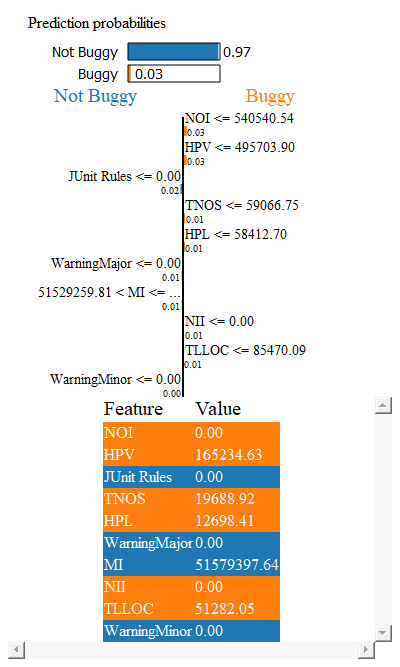 Prediction probabilities
Not Buggy 0.97
Buggy 0.03
Not Buggy Buggy
NOI <= 540540.54
0.03
HPV <= 495703.90
0.03
JUnit Rules <= 0.00
0.02
TNOS <= 59066.75
0.01
HPL <= 58412.70
0.01
WarningMajor <= 0.00
0.01
51529259.81 < MI <= ...
0.01
NII <= 0.00
0.01
TLLOC <= 85470.09
0.01
WarningMinor <= 0.00
0.00
Feature Value
NOI 0.00
HPV 165234.63
JUnit Rules 0.00
TNOS 19688.92
HPL 12698.41
WarningMajor 0.00
MI 51579397.64
NII 0.00
TLLOC 51282.05
WarningMinor 0.00